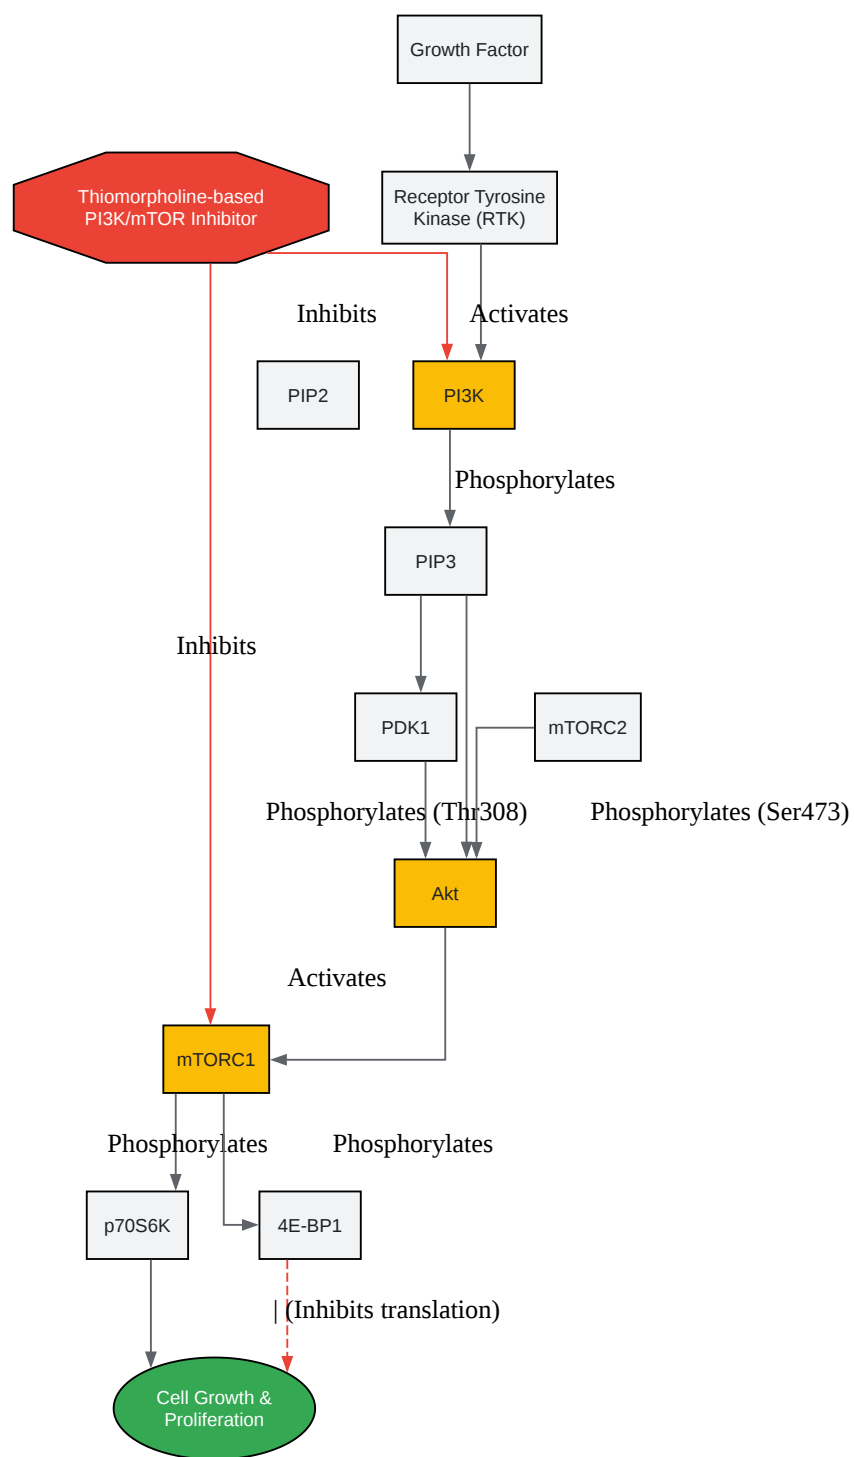 Growth Factor
Thiomorpholine-based
PI3K/mTOR Inhibitor
Receptor Tyrosine
Kinase (RTK)
Inhibits
Activates
PIP2
PI3K
Phosphorylates
PIP3
Inhibits
PDK1
mTORC2
Phosphorylates (Thr308)
Phosphorylates (Ser473)
Akt
Activates
mTORC1
Phosphorylates
Phosphorylates
p70S6K
4E-BP1
| (Inhibits translation)
Cell Growth &
Proliferation